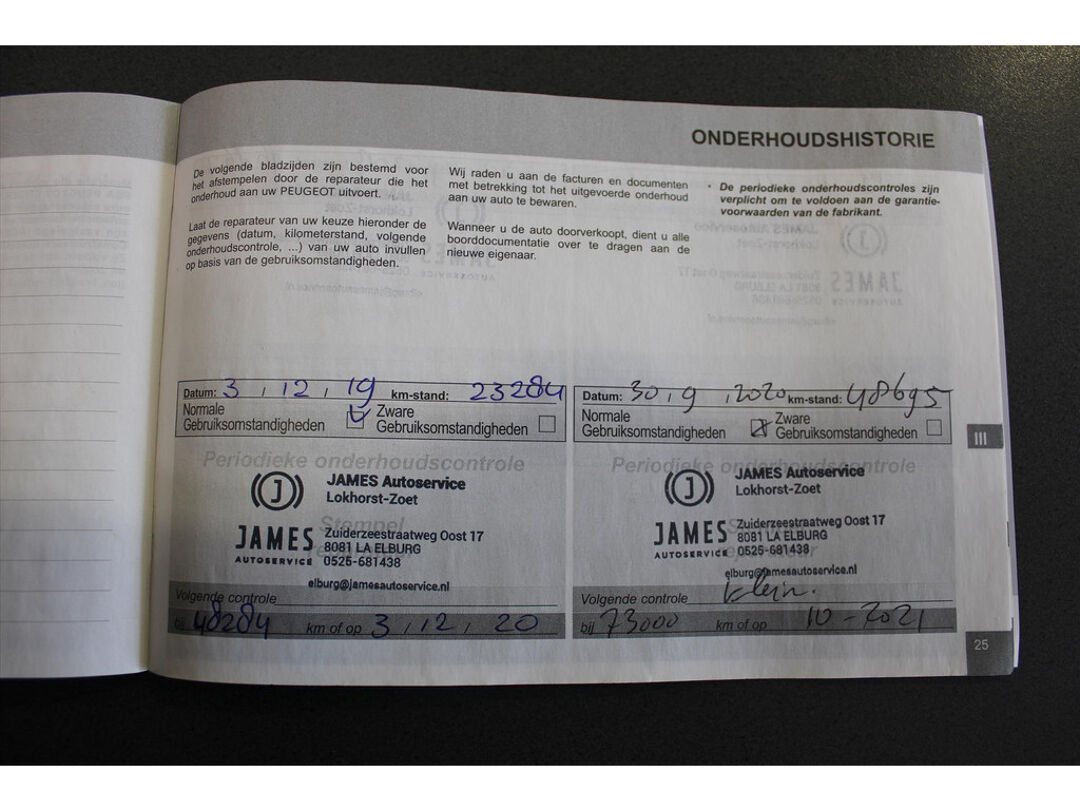 ONDERHOUDSHISTORIE
De volgende bladzijden zijn bestemd voor
het afstempelen door de reparateur die het
onderhoud aan uw PEUGEOT uitvoert.
Laat de reparateur van uw keuze hieronder de
gegevens (datum, kilometerstand, volgende
onderhoudscontrole, ...) van uw auto invullen
op basis van de gebruiksomstandigheden.
Wij raden u aan de facturen en documenten
met betrekking tot het uitgevoerde onderhoud
aan uw auto te bewaren.
Wanneer u de auto doorverkoopt, dient u alle
boorddocumentatie over te dragen aan de
nieuwe eigenaar.
• De periodieke onderhoudscontroles zijn
verplicht om te voldoen aan de garantie-
voorwaarden van de fabrikant.
Datum: 3 / 12 / 19 km-stand: 23284
Normale
Gebruiksomstandigheden
Zware
Gebruiksomstandigheden
Periodieke onderhoudscontrole
JAMES Autoservice
Lokhorst-Zoet
Stempel
JAMES
AUTOSERVICE
Zuiderzeestraatweg Oost 17
8081 LA ELBURG
0525-681438
elburg@jamesautoservice.nl
Volgende controle
bij 48284 km of op 3 / 12 / 20
Datum: 30 / 9 / 2020 km-stand: 48695
Normale
Gebruiksomstandigheden
Zware
Gebruiksomstandigheden
Periodieke onderhoudscontrole
JAMES Autoservice
Lokhorst-Zoet
JAMES
AUTOSERVICE
Zuiderzeestraatweg Oost 17
8081 LA ELBURG
0525-681438
elburg@jamesautoservice.nl
Volgende controle klein.
bij 73000 km of op 10 - 2021
III
25